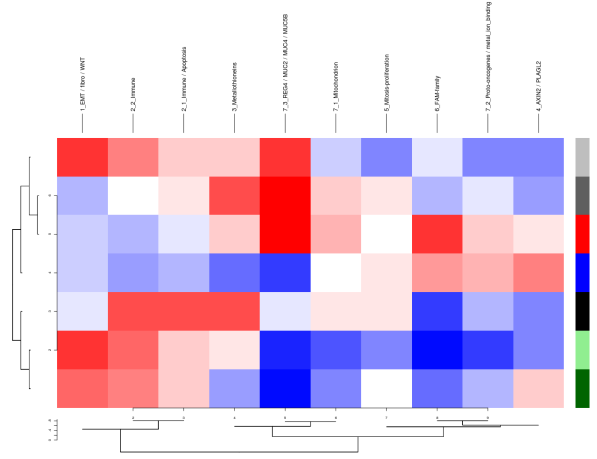 1_EMT / fibro / WNT
2_2_Immune
2_1_Immune / Apoptosis
3_Metallothioneins
7_3_REG4 / MUC2 / MUC4 / MUC5B
7_1_Mitochondrion
5_Mitosis-proliferation
6_FAM-family
7_2_Proto-oncogenes / metal_ion_binding
4_AXIN2 / PLAGL2